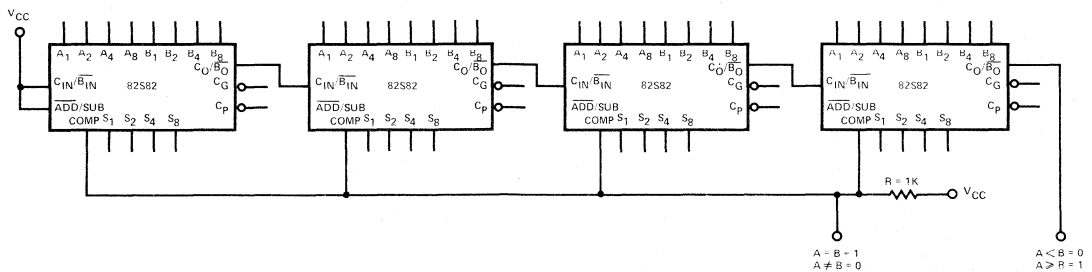 VCC
A1 A2 A4 A8 B1 B2 B4 B8
CO/BO
CIN/BIN
82S82
CG
ADD/SUB
CP
COMP S1 S2 S4 S8
A1 A2 A4 A8 B1 B2 B4 B8
CO/BO
CIN/BIN
82S82
CG
ADD/SUB
CP
COMP S1 S2 S4 S8
A1 A2 A4 A8 B1 B2 B4 B8
CO/BO
CIN/BIN
82S82
CG
ADD/SUB
CP
COMP S1 S2 S4 S8
A1 A2 A4 A8 B1 B2 B4 B8
CO/BO
CIN/BIN
82S82
CG
ADD/SUB
CP
COMP S1 S2 S4 S8
R = 1K
VCC
A = B = 1
A ≠ B = 0
A < B = 0
A ≥ B = 1